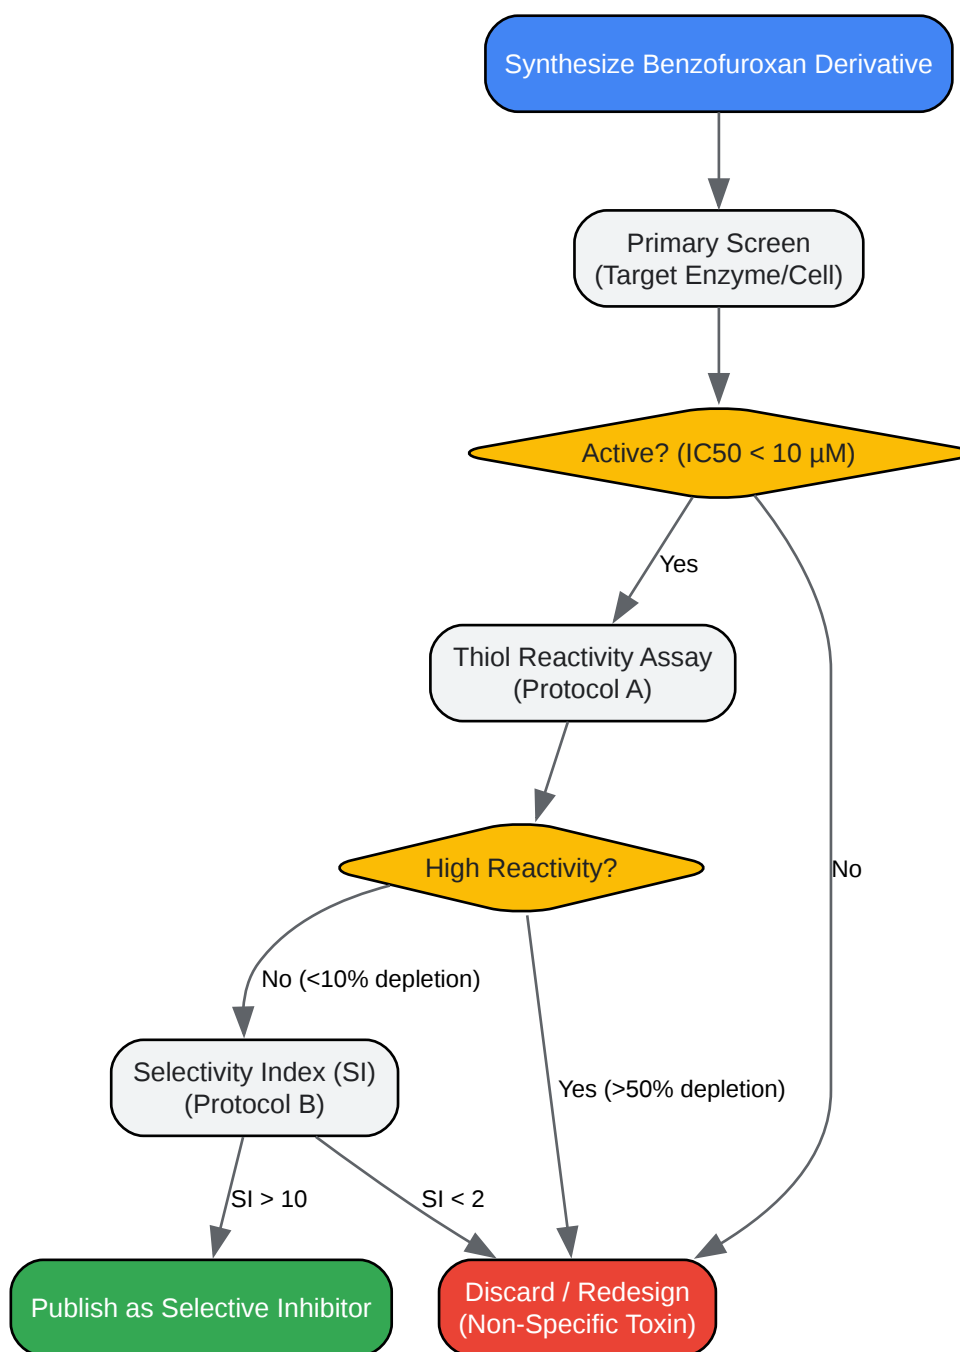 Synthesize Benzofuroxan Derivative
Primary Screen
(Target Enzyme/Cell)
Active? (IC50 < 10 µM)
Yes
Thiol Reactivity Assay
(Protocol A)
High Reactivity?
No
No (<10% depletion)
Selectivity Index (SI)
(Protocol B)
Yes (>50% depletion)
SI > 10
SI < 2
Publish as Selective Inhibitor
Discard / Redesign
(Non-Specific Toxin)